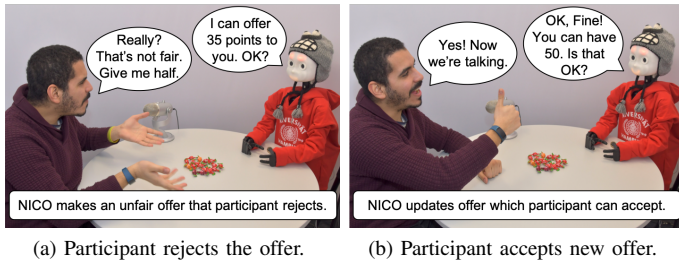 Really?
That's not fair.
Give me half.
I can offer
35 points to
you. OK?
NICO makes an unfair offer that participant rejects.
(a) Participant rejects the offer.
Yes! Now
we're talking.
OK, Fine!
You can have
50. Is that
OK?
NICO updates offer which participant can accept.
(b) Participant accepts new offer.